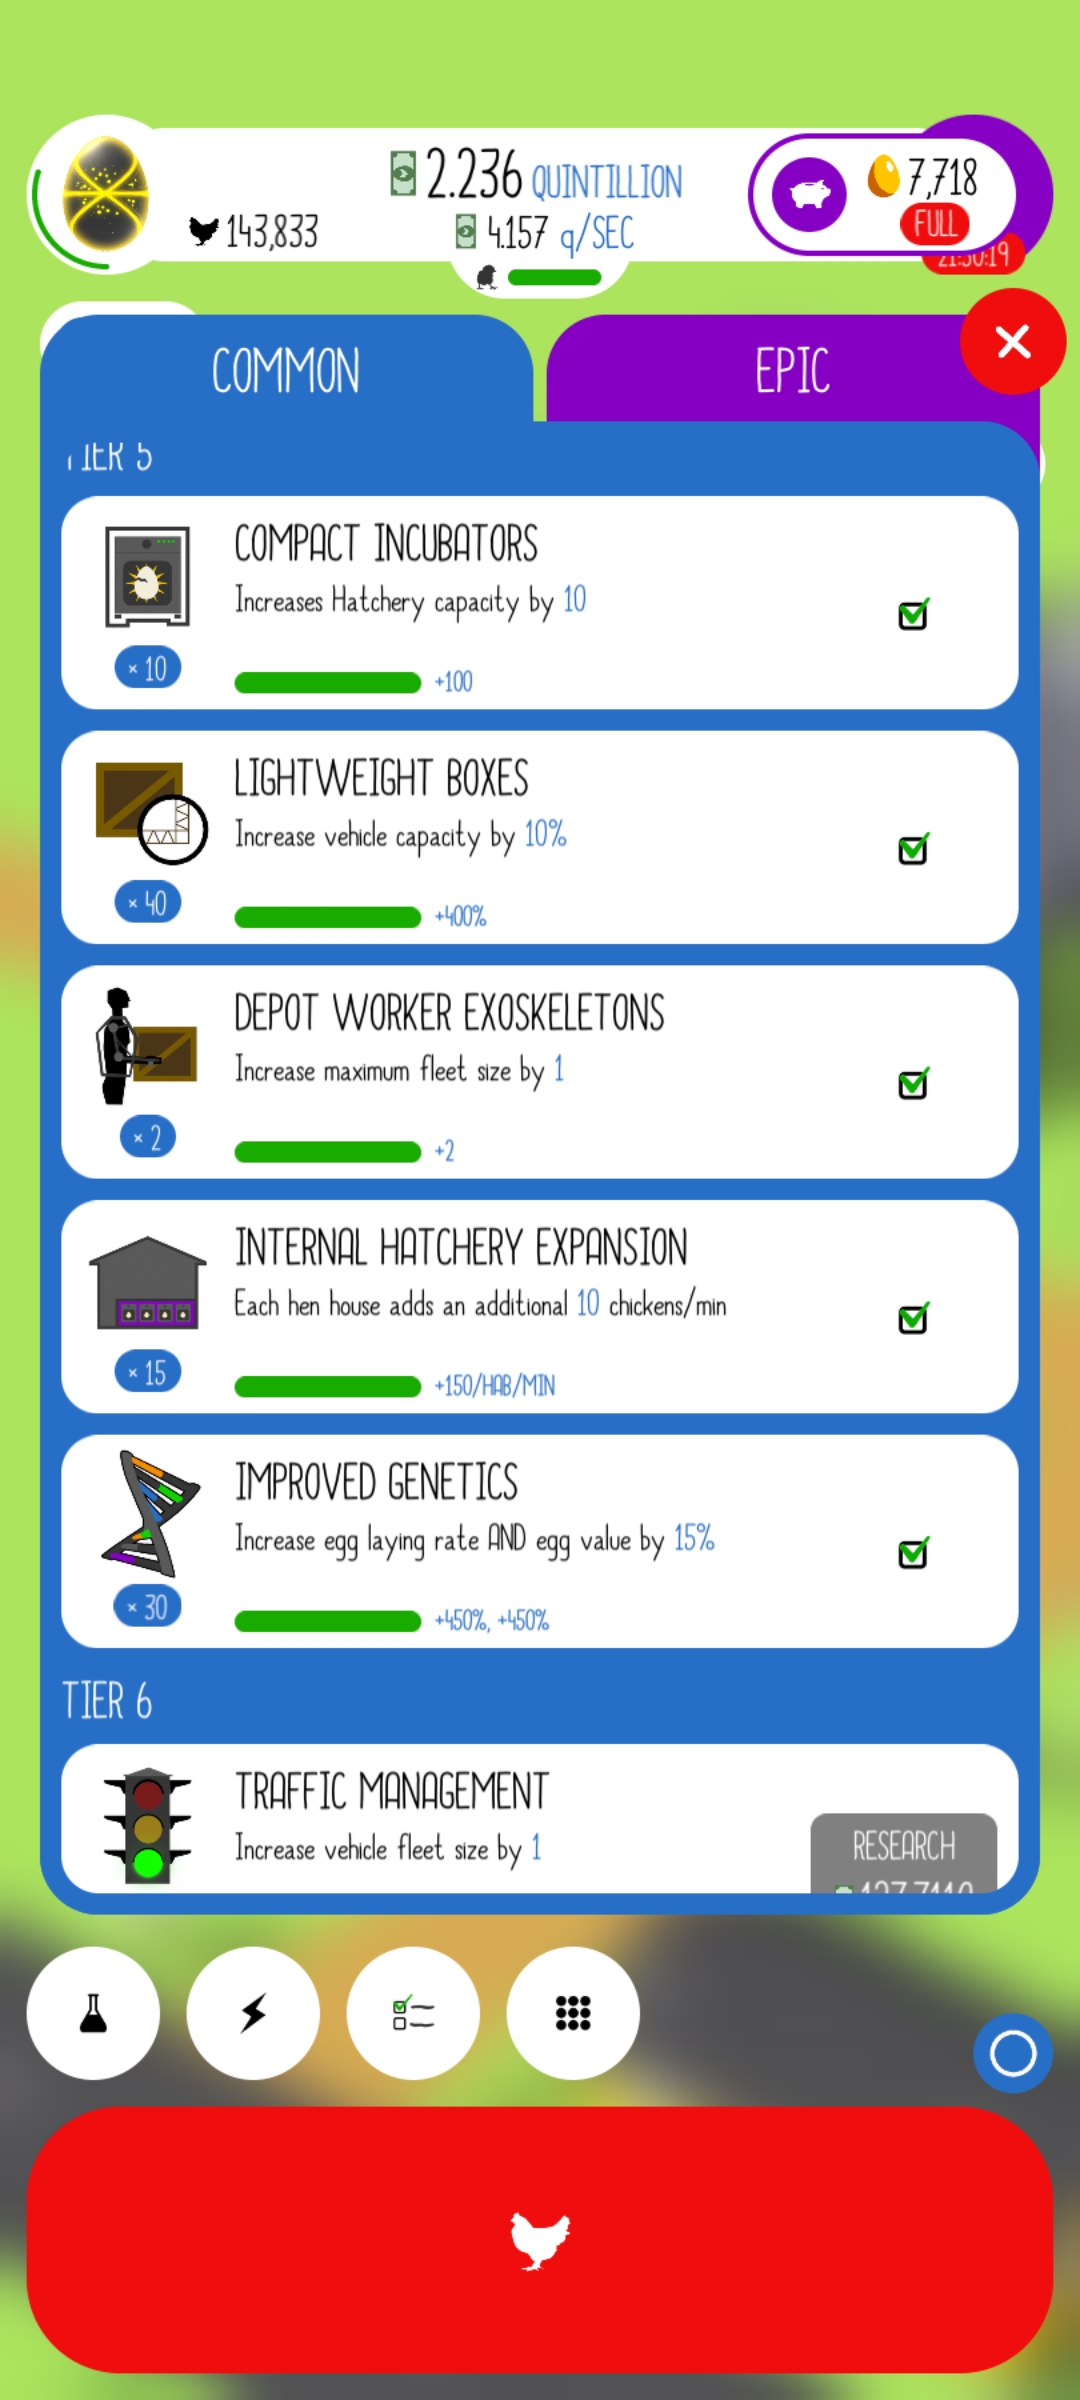 2.236 QUINTILLION
7,718
143,833
4.157 q/SEC
FULL
21:50:19
COMMON
EPIC
TIER 5
COMPACT INCUBATORS
Increases Hatchery capacity by 10
× 10
+100
LIGHTWEIGHT BOXES
Increase vehicle capacity by 10%
× 40
+400%
DEPOT WORKER EXOSKELETONS
Increase maximum fleet size by 1
× 2
+2
INTERNAL HATCHERY EXPANSION
Each hen house adds an additional 10 chickens/min
× 15
+150/HAB/MIN
IMPROVED GENETICS
Increase egg laying rate AND egg value by 15%
× 30
+450%, +450%
TIER 6
TRAFFIC MANAGEMENT
Increase vehicle fleet size by 1
RESEARCH